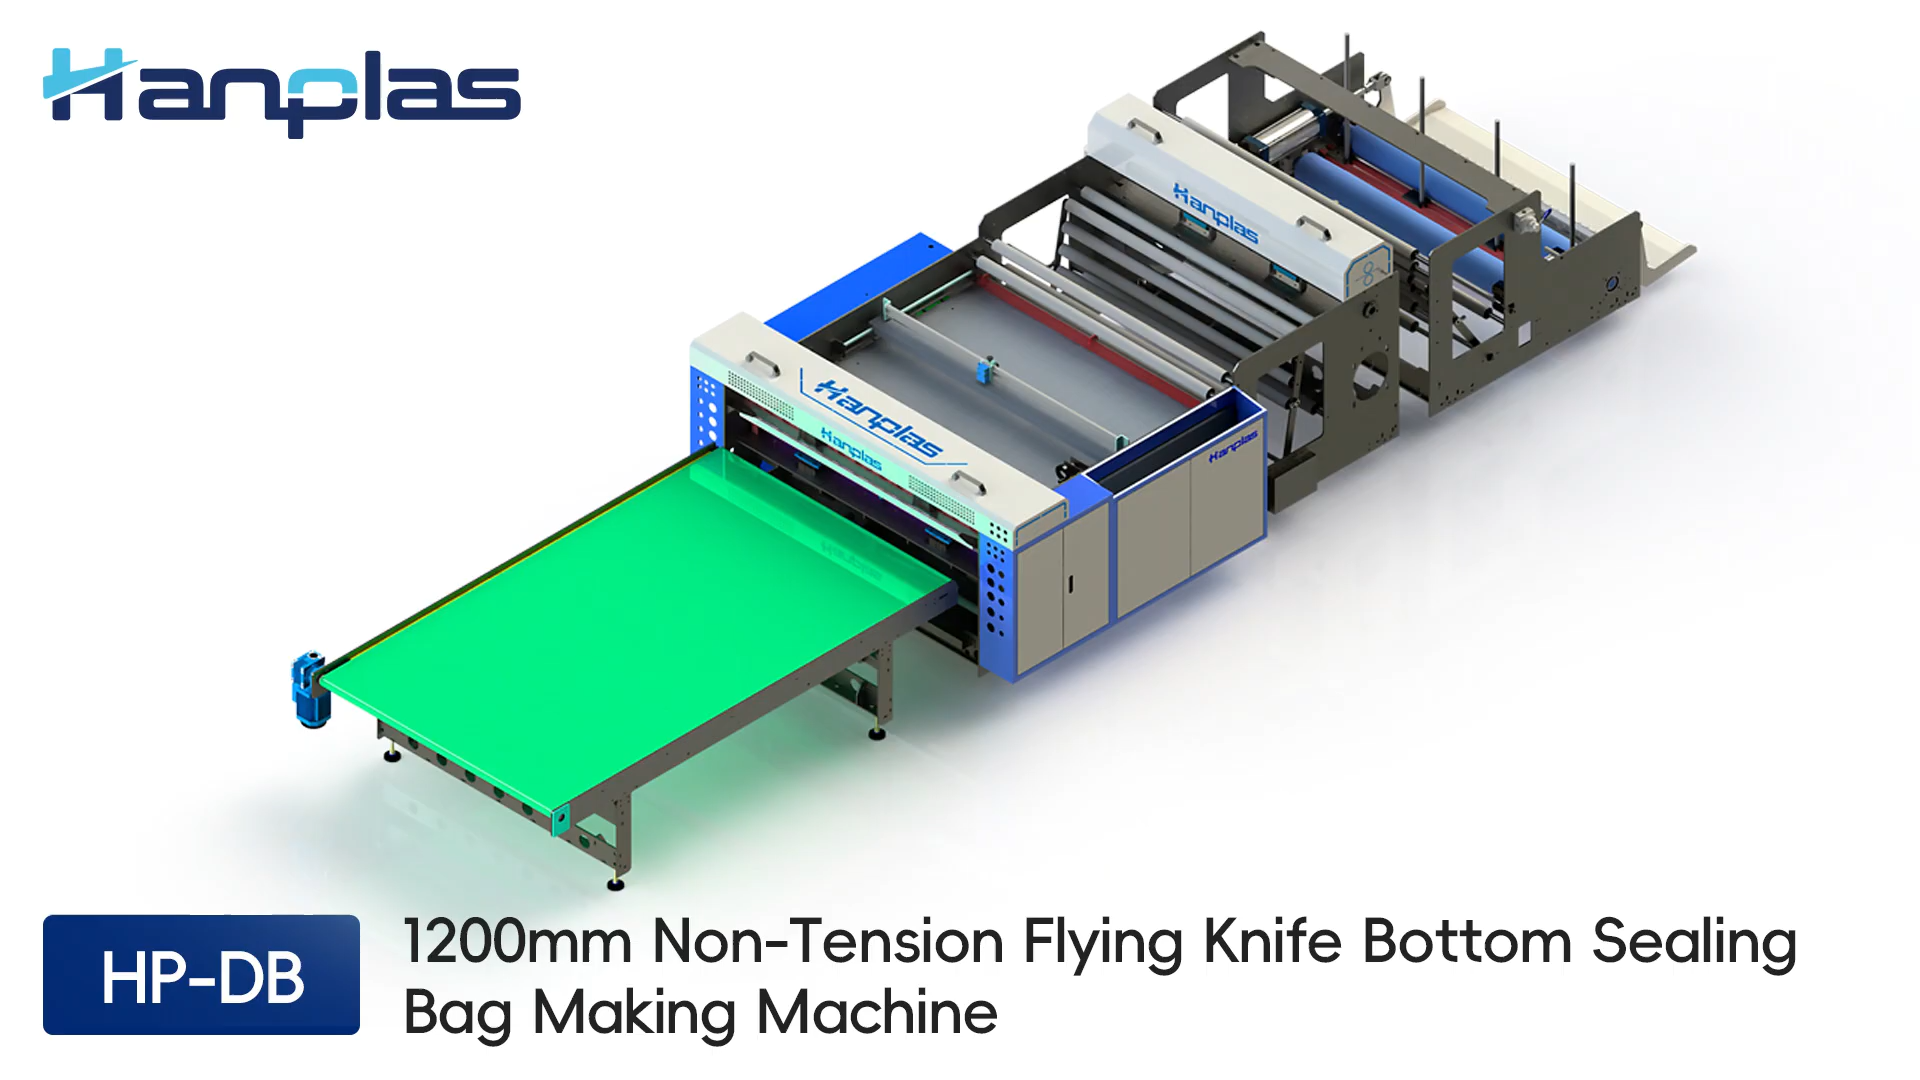 Hanplas
Hanplas
Hanplas
Hanplas
Hanplas
HP-DB
1200mm Non-Tension Flying Knife Bottom Sealing
Bag Making Machine